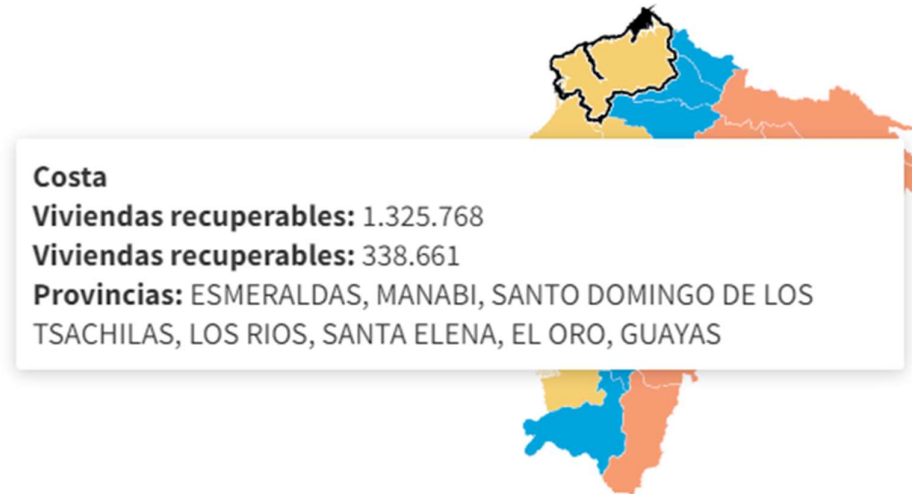 Costa
Viviendas recuperables: 1.325.768
Viviendas recuperables: 338.661
Provincias: ESMERALDAS, MANABI, SANTO DOMINGO DE LOS
TSACHILAS, LOS RIOS, SANTA ELENA, EL ORO, GUAYAS